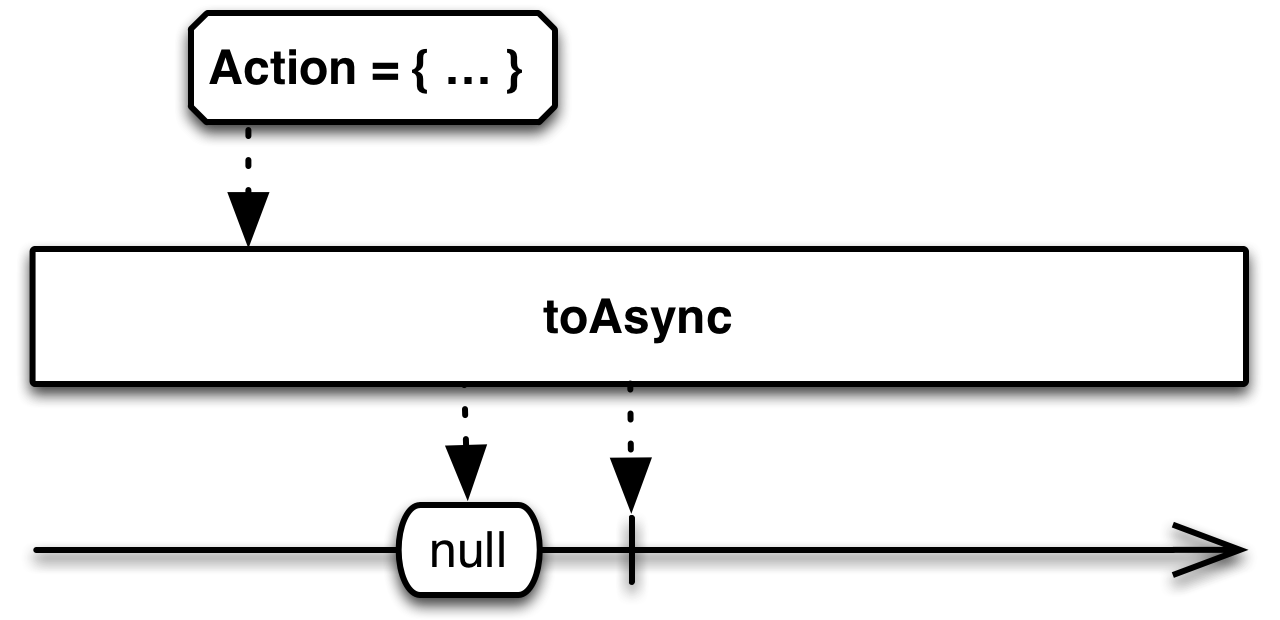 Action = { … }
toAsync
null